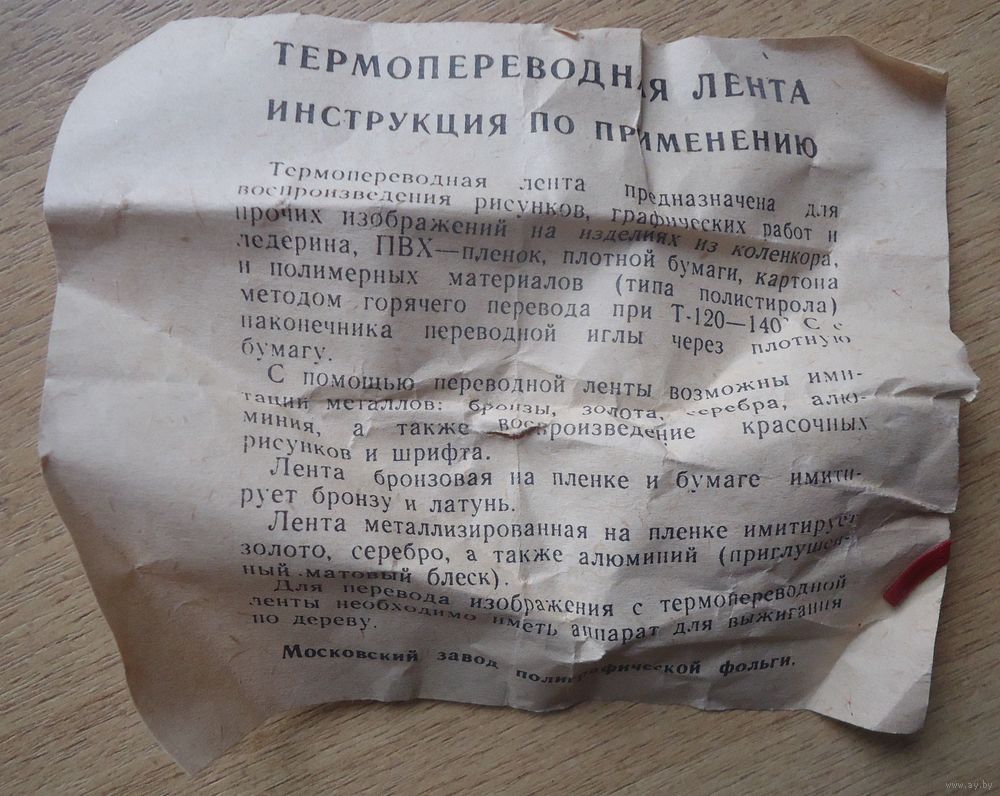 ТЕРМОПЕРЕВОДНАЯ ЛЕНТА
ИНСТРУКЦИЯ ПО ПРИМЕНЕНИЮ
Термопереводная лента предназначена для
воспроизведения рисунков, графических работ и
прочих изображений на изделиях из коленкора,
ледерина, ПВХ—пленок, плотной бумаги, картона
и полимерных материалов (типа полистирола)
методом горячего перевода при Т-120—140° С с
наконечника переводной иглы через плотную
бумагу.
С помощью переводной ленты возможны ими-
таций металлов: бронзы, золота, серебра, алю-
миния, а также воспроизведение красочных
рисунков и шрифта.
Лента бронзовая на пленке и бумаге имити-
рует бронзу и латунь.
Лента металлизированная на пленке имитирует
золото, серебро, а также алюминий (приглушен-
ный матовый блеск).
Для перевода изображения с термопереводной
ленты необходимо иметь аппарат для выжигания
по дереву.
Московский завод полиграфической фольги.
www.ay.by